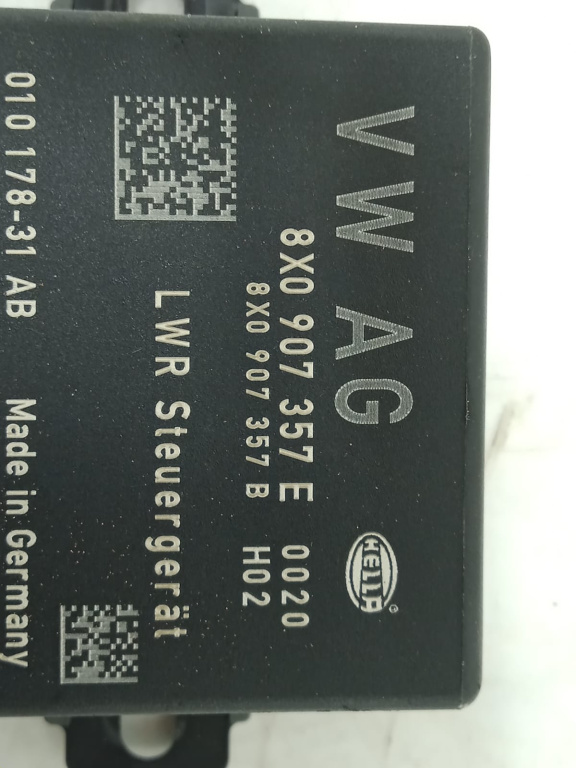 VW AG
HELLA
8X0 907 357 E 0020
8X0 907 357 B H02
LWR Steuergerät
010 178-31 AB Made in Germany